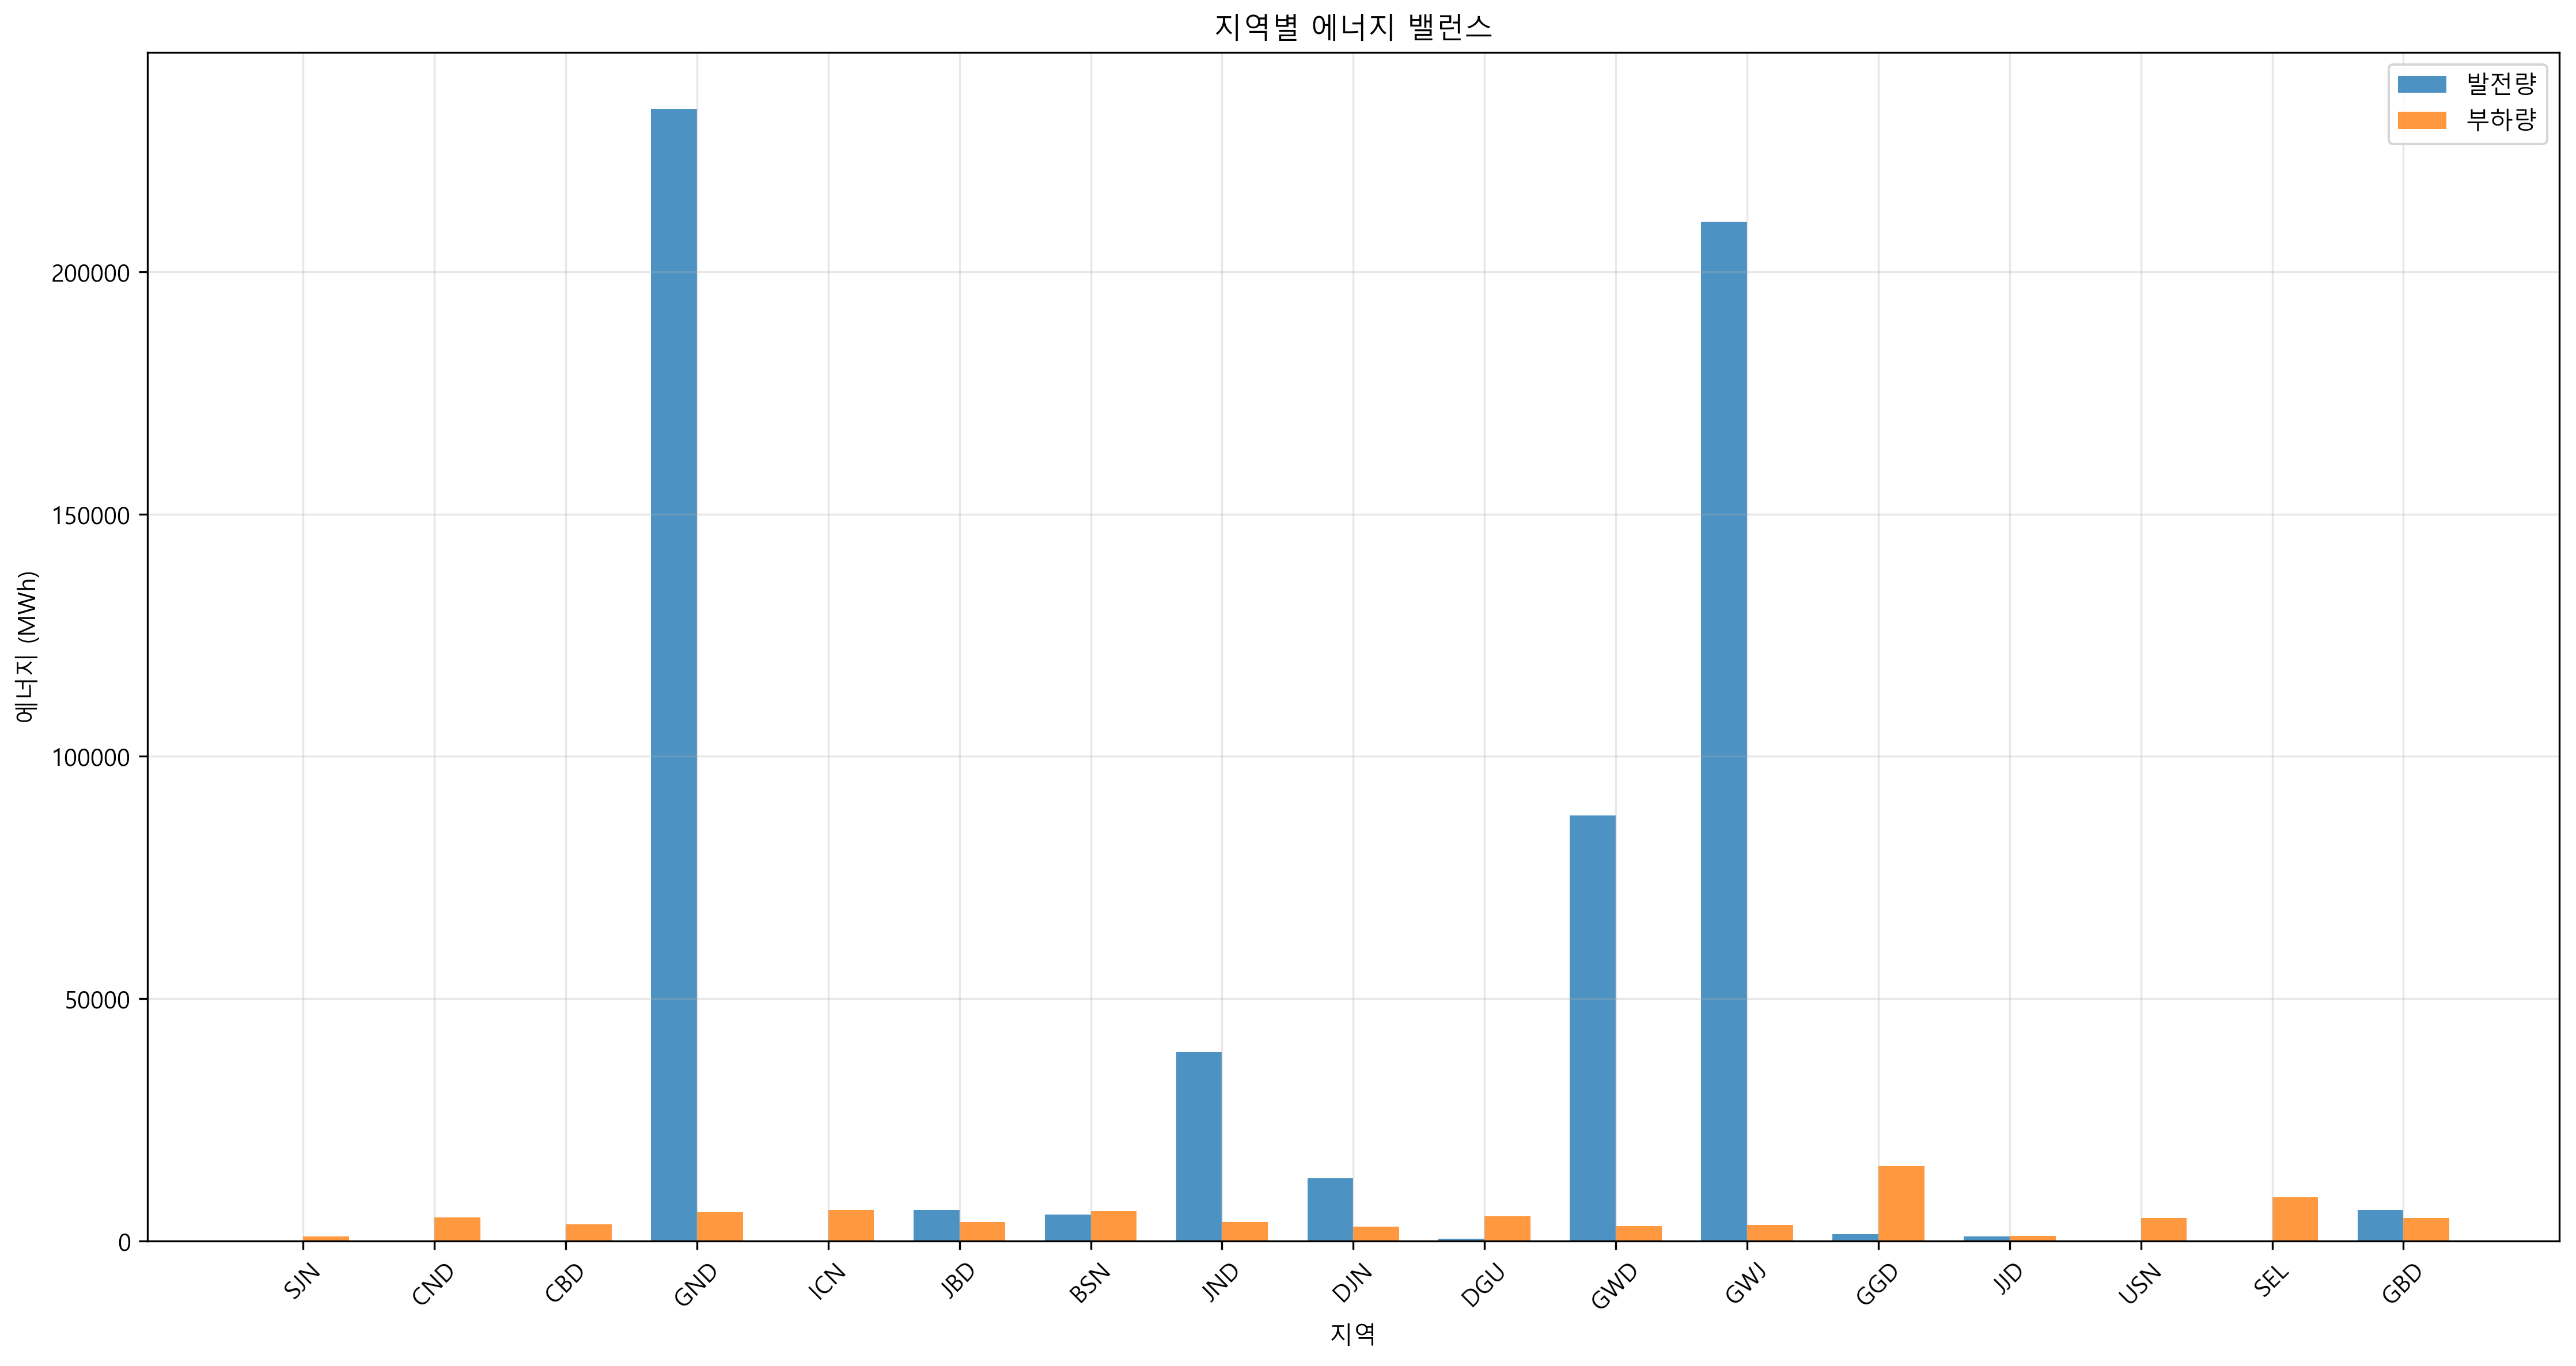 지역별 에너지 밸런스
발전량
부하량
에너지 (MWh)
200000
150000
100000
50000
0
SJN
CND
CBD
GND
ICN
JBD
BSN
JND
DJN
DGU
GWD
GWJ
GGD
JJD
USN
SEL
GBD
지역